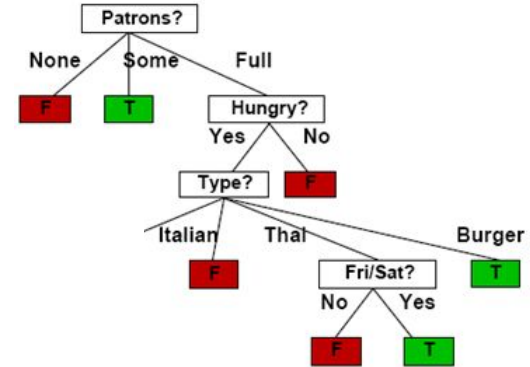 Patrons?
None Some Full
F T Hungry?
Yes No
Type? F
Italian Thai Burger
F Fri/Sat? T
No Yes
F T